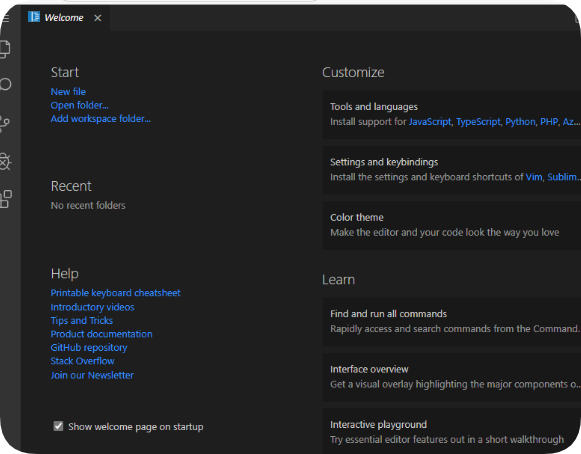 Welcome
Start
New file
Open folder...
Add workspace folder...
Recent
No recent folders
Help
Printable keyboard cheatsheet
Introductory videos
Tips and Tricks
Product documentation
GitHub repository
Stack Overflow
Join our Newsletter
Show welcome page on startup
Customize
Tools and languages
Install support for JavaScript, TypeScript, Python, PHP, Az...
Settings and keybindings
Install the settings and keyboard shortcuts of Vim, Sublim...
Color theme
Make the editor and your code look the way you love
Learn
Find and run all commands
Rapidly access and search commands from the Command...
Interface overview
Get a visual overlay highlighting the major components o...
Interactive playground
Try essential editor features out in a short walkthrough